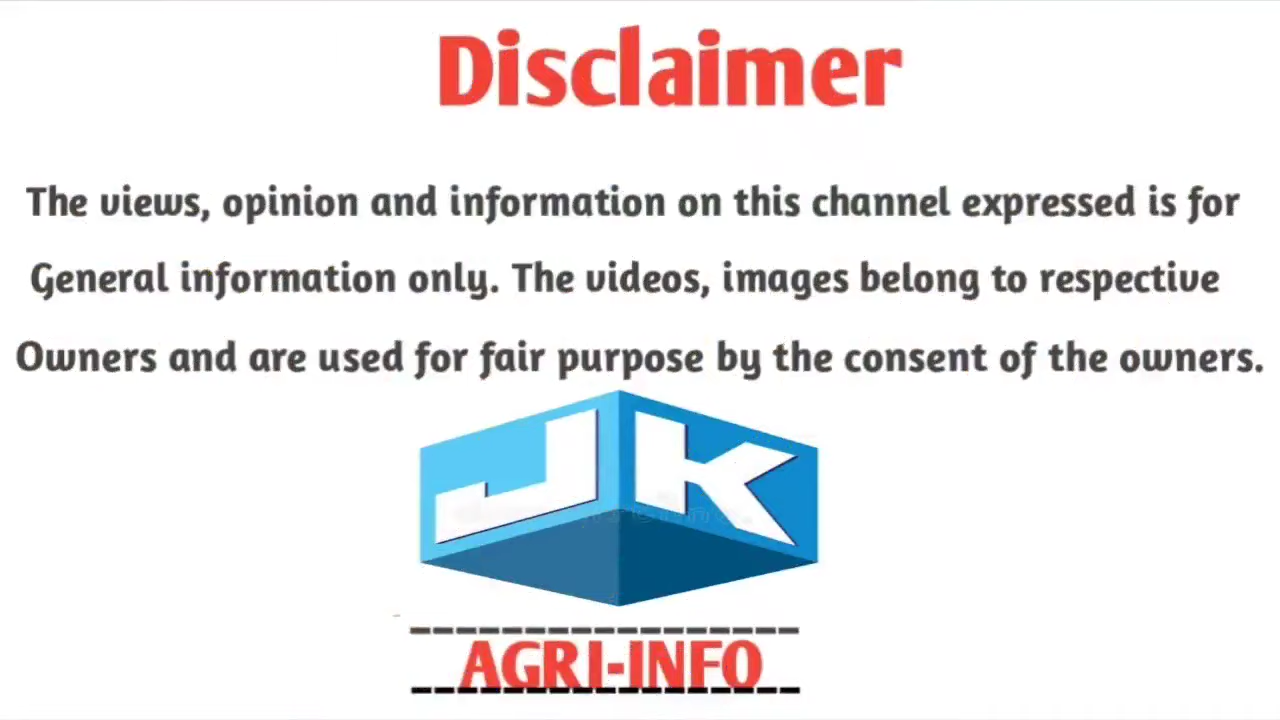 Disclaimer
The views, opinion and information on this channel expressed is for
General information only. The videos, images belong to respective
Owners and are used for fair purpose by the consent of the owners.
JK
AGRI-INFO